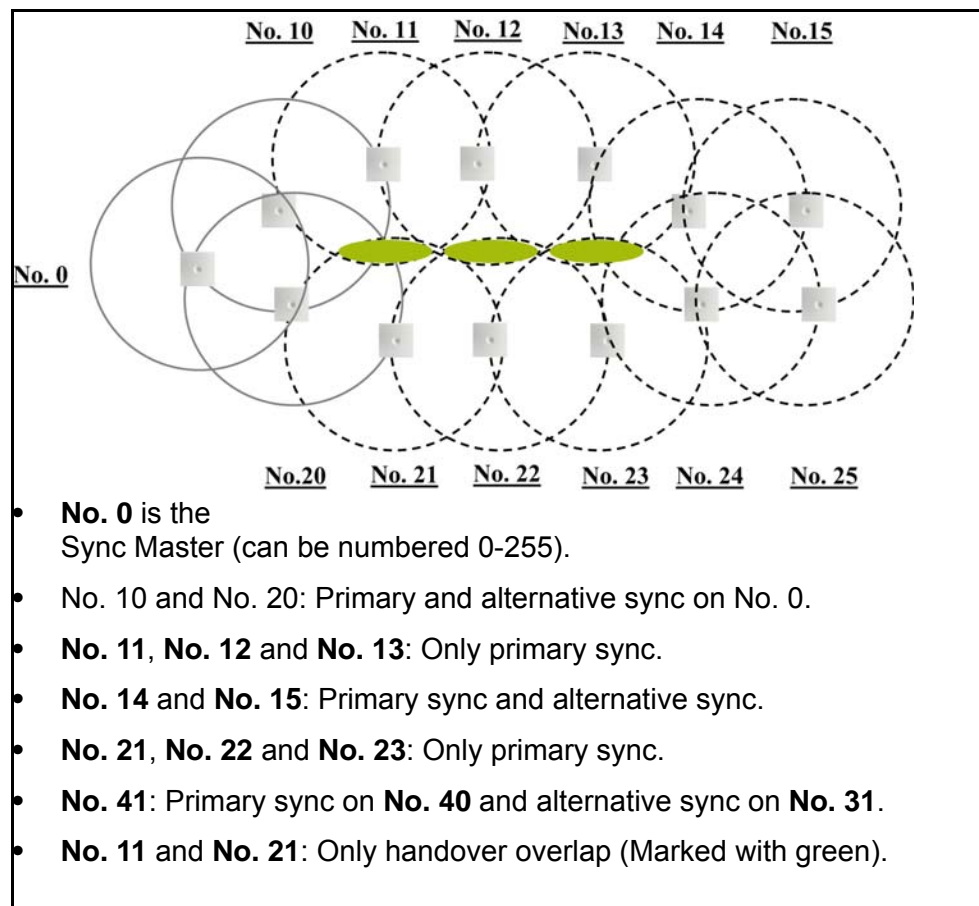 No. 10 No. 11 No. 12 No.13 No. 14 No.15
No. 0
No.20 No. 21 No. 22 No. 23 No. 24 No. 25
• No. 0 is the
Sync Master (can be numbered 0-255).
• No. 10 and No. 20: Primary and alternative sync on No. 0.
• No. 11, No. 12 and No. 13: Only primary sync.
• No. 14 and No. 15: Primary sync and alternative sync.
• No. 21, No. 22 and No. 23: Only primary sync.
• No. 41: Primary sync on No. 40 and alternative sync on No. 31.
• No. 11 and No. 21: Only handover overlap (Marked with green).